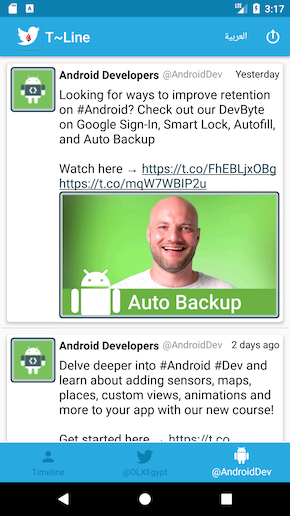 3:17
T~Line
العربية
Android Developers @AndroidDev Yesterday
Looking for ways to improve retention
on #Android? Check out our DevByte
on Google Sign-In, Smart Lock, Autofill,
and Auto Backup
Watch here → https://t.co/FhEBLjxOBg
https://t.co/mqW7WBIP2u
Auto Backup
Android Developers @AndroidDev 2 days ago
Delve deeper into #Android #Dev and
learn about adding sensors, maps,
places, custom views, animations and
more to your app with our new course!
Get started here → https://t.co
Timeline
@OLXEgypt
@AndroidDev